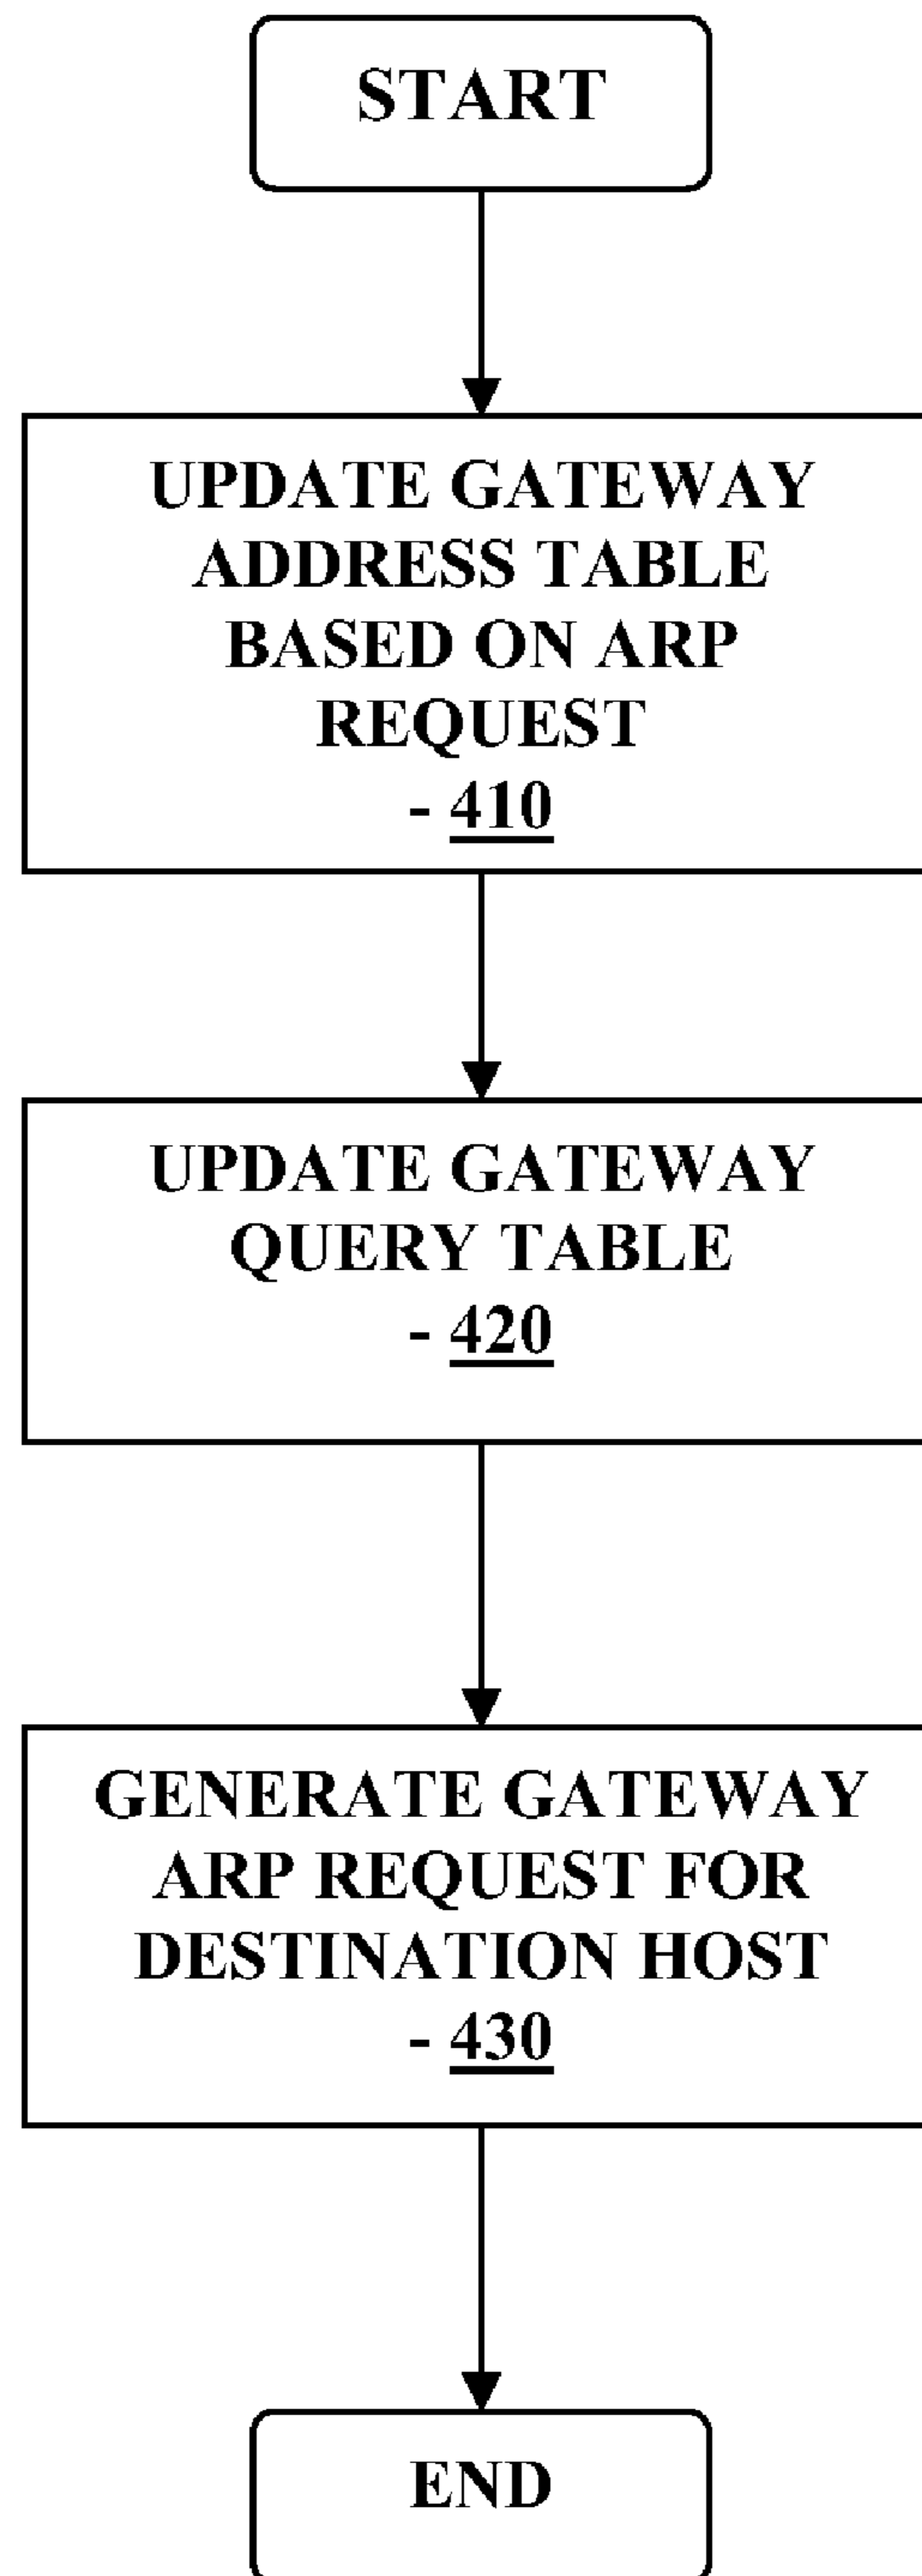 START
UPDATE GATEWAY
ADDRESS TABLE
BASED ON ARP
REQUEST
- 410
UPDATE GATEWAY
QUERY TABLE
- 420
GENERATE GATEWAY
ARP REQUEST FOR
DESTINATION HOST
- 430
END